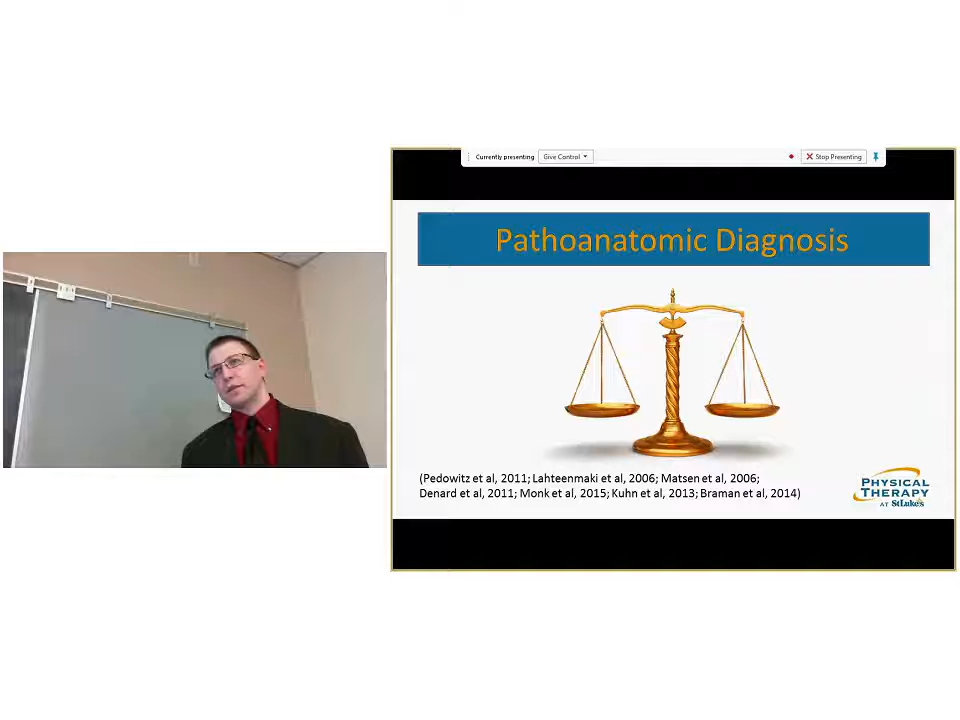 Currently presenting Give Control Stop Presenting
Pathoanatomic Diagnosis
(Pedowitz et al, 2011; Lahteenmaki et al, 2006; Matsen et al, 2006;
Denard et al, 2011; Monk et al, 2015; Kuhn et al, 2013; Braman et al, 2014)
PHYSICAL
THERAPY
AT St Luke's